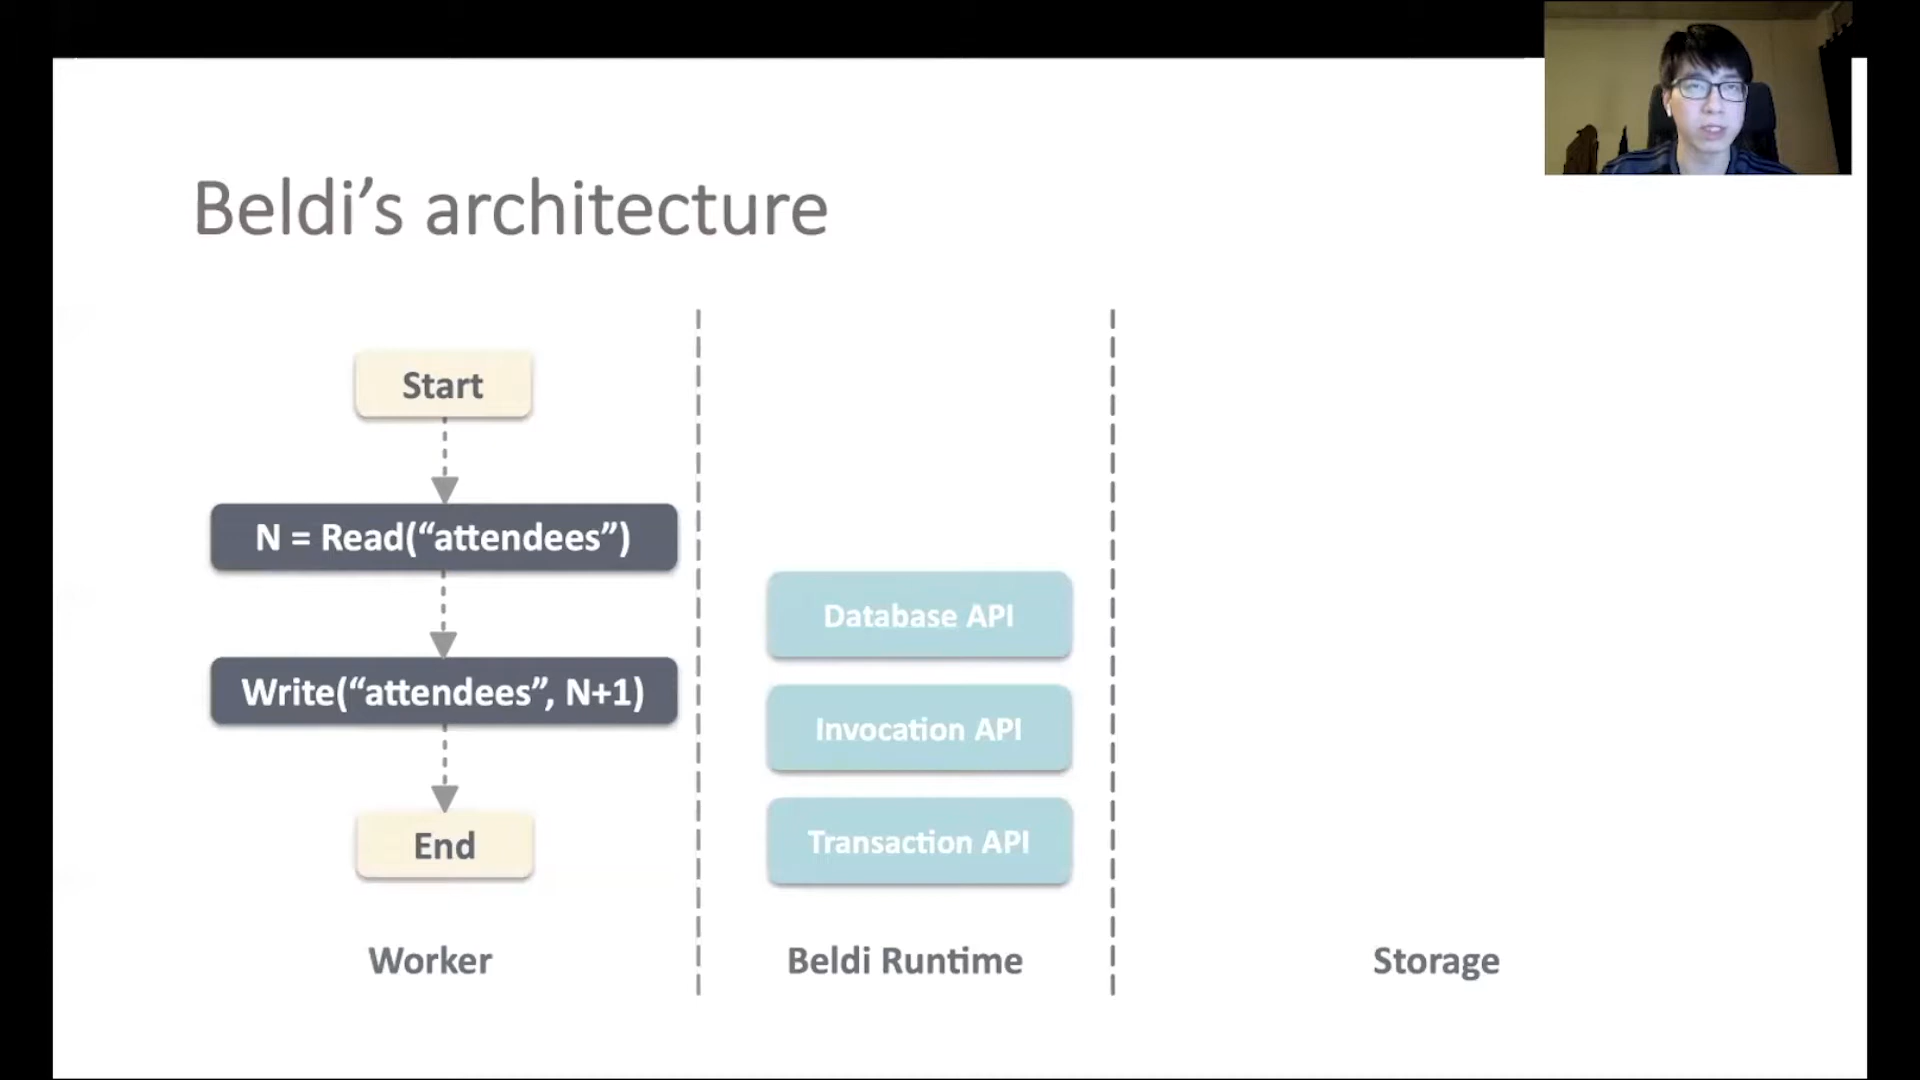 Beldi’s architecture
Start
N = Read(“attendees”)
Write(“attendees”, N+1)
End
Worker
Database API
Invocation API
Transaction API
Beldi Runtime
Storage